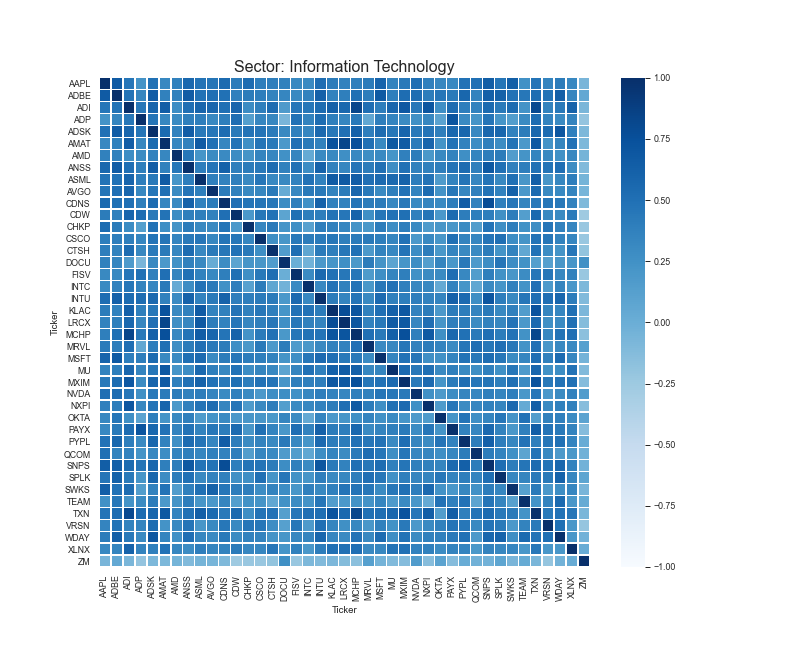 Sector: Information Technology
AAPL
ADBE
ADI
ADP
ADSK
AMAT
AMD
ANSS
ASML
AVGO
CDNS
CDW
CHKP
CSCO
CTSH
DOCU
FISV
INTC
INTU
KLAC
LRCX
MCHP
MRVL
MSFT
MU
MXIM
NVDA
NXPI
OKTA
PAYX
PYPL
QCOM
SNPS
SPLK
SWKS
TEAM
TXN
VRSN
WDAY
XLNX
ZM
Ticker
AAPL ADBE ADI ADP ADSK AMAT AMD ANSS ASML AVGO CDNS CDW CHKP CSCO CTSH DOCU FISV INTC INTU KLAC LRCX MCHP MRVL MSFT MU MXIM NVDA NXPI OKTA PAYX PYPL QCOM SNPS SPLK SWKS TEAM TXN VRSN WDAY XLNX ZM
Ticker
1.00
0.75
0.50
0.25
0.00
−0.25
−0.50
−0.75
−1.00